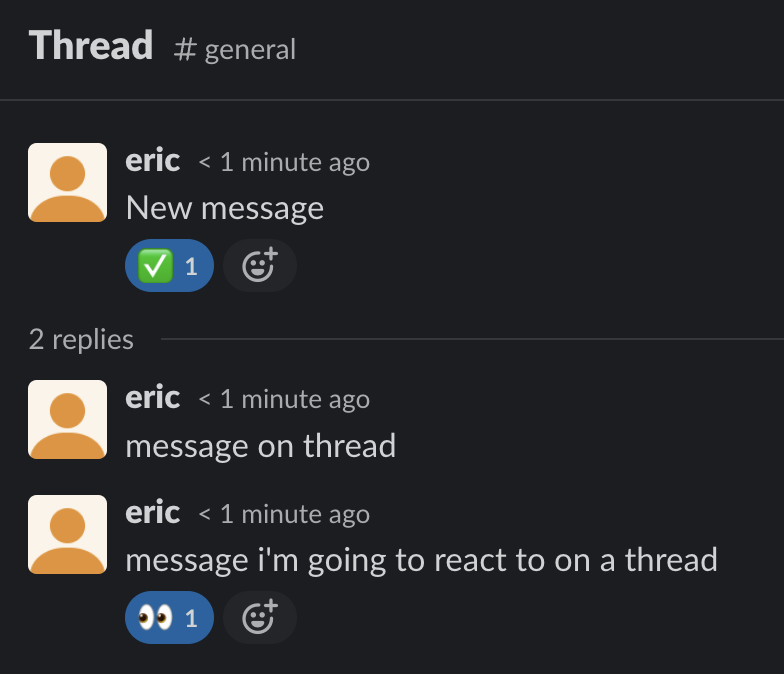 Thread # general
eric < 1 minute ago
New message
✅ 1
2 replies
eric < 1 minute ago
message on thread
eric < 1 minute ago
message i'm going to react to on a thread
👀 1